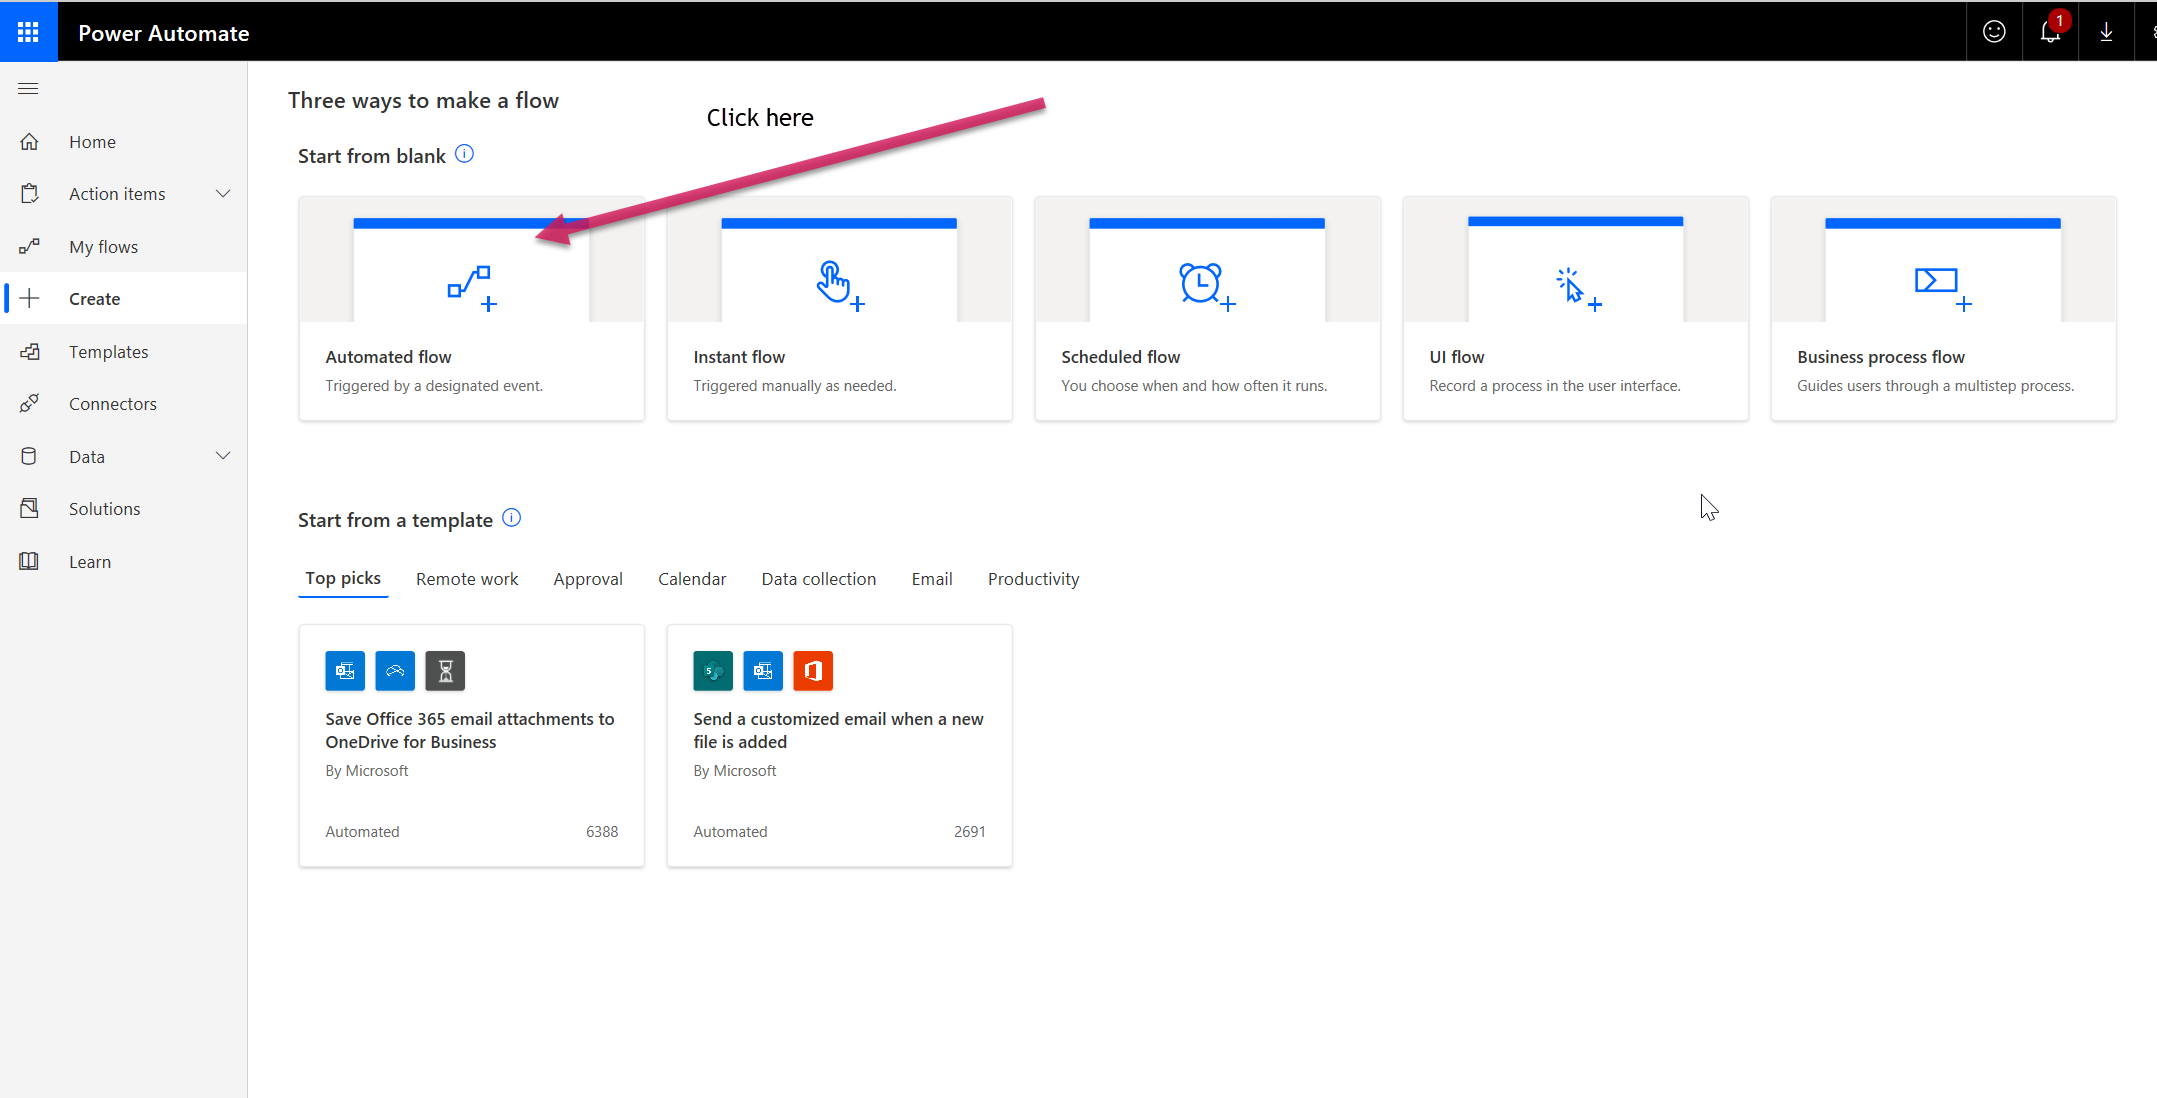 Power Automate
1
Home
Action items
My flows
Create
Templates
Connectors
Data
Solutions
Learn
Three ways to make a flow
Click here
Start from blank
Automated flow
Triggered by a designated event.
Instant flow
Triggered manually as needed.
Scheduled flow
You choose when and how often it runs.
UI flow
Record a process in the user interface.
Business process flow
Guides users through a multistep process.
Start from a template
Top picks
Remote work
Approval
Calendar
Data collection
Email
Productivity
Save Office 365 email attachments to
OneDrive for Business
By Microsoft
Automated
6388
Send a customized email when a new
file is added
By Microsoft
Automated
2691